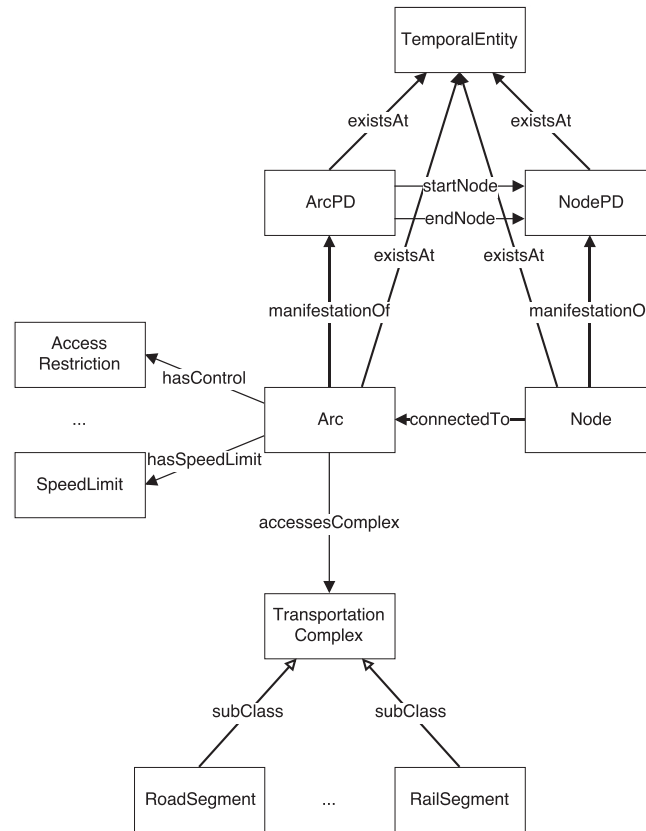 TemporalEntity
existsAt
existsAt
ArcPD
startNode
endNode
NodePD
existsAt
existsAt
manifestationOf
manifestationO
Access
Restriction
hasControl
...
Arc
connectedTo
Node
hasSpeedLimit
SpeedLimit
accessesComplex
Transportation
Complex
subClass
subClass
RoadSegment
...
RailSegment